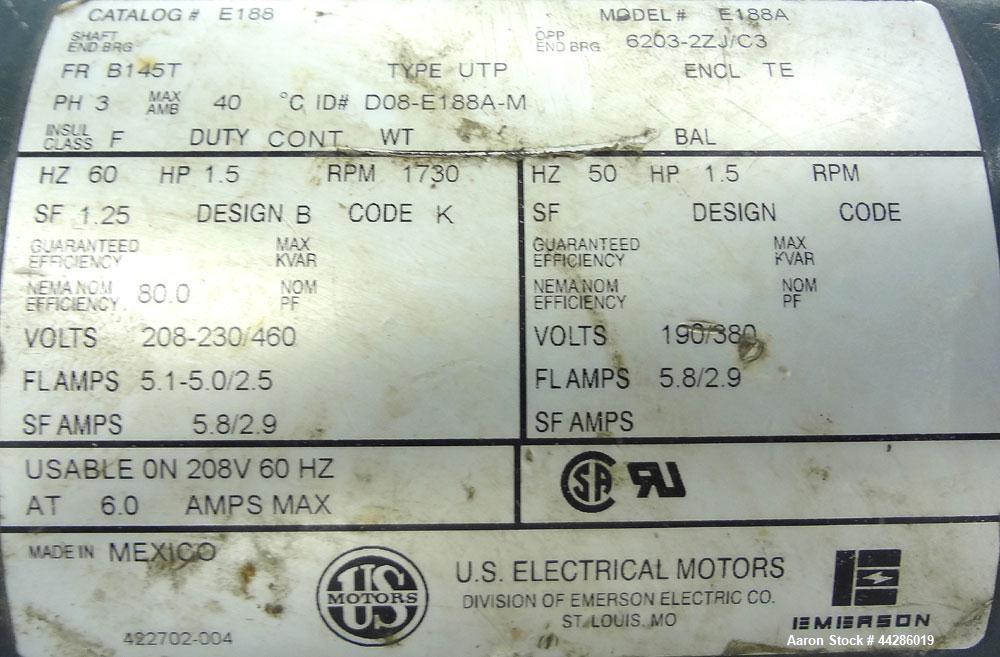 CATALOG # E188 MODEL # E188A
SHAFT END BRG OPP END BRG 6203-2ZJ/C3
FR B145T TYPE UTP ENCL TE
PH 3 MAX AMB 40 °C ID# D08-E188A-M
INSUL CLASS F DUTY CONT WT BAL
HZ 60 HP 1.5 RPM 1730
SF 1.25 DESIGN B CODE K
GUARANTEED EFFICIENCY MAX KVAR
NEMA NOM EFFICIENCY 80.0 NOM PF
VOLTS 208-230/460
FL AMPS 5.1-5.0/2.5
SF AMPS 5.8/2.9
HZ 50 HP 1.5 RPM
SF DESIGN CODE
GUARANTEED EFFICIENCY MAX KVAR
NEMA NOM EFFICIENCY NOM PF
VOLTS 190/380
FL AMPS 5.8/2.9
SF AMPS
USABLE ON 208V 60 HZ
AT 6.0 AMPS MAX
CSA RU
MADE IN MEXICO
US MOTORS
U.S. ELECTRICAL MOTORS
DIVISION OF EMERSON ELECTRIC CO.
ST. LOUIS, MO
EMERSON
422702-004
Aaron Stock # 44286019